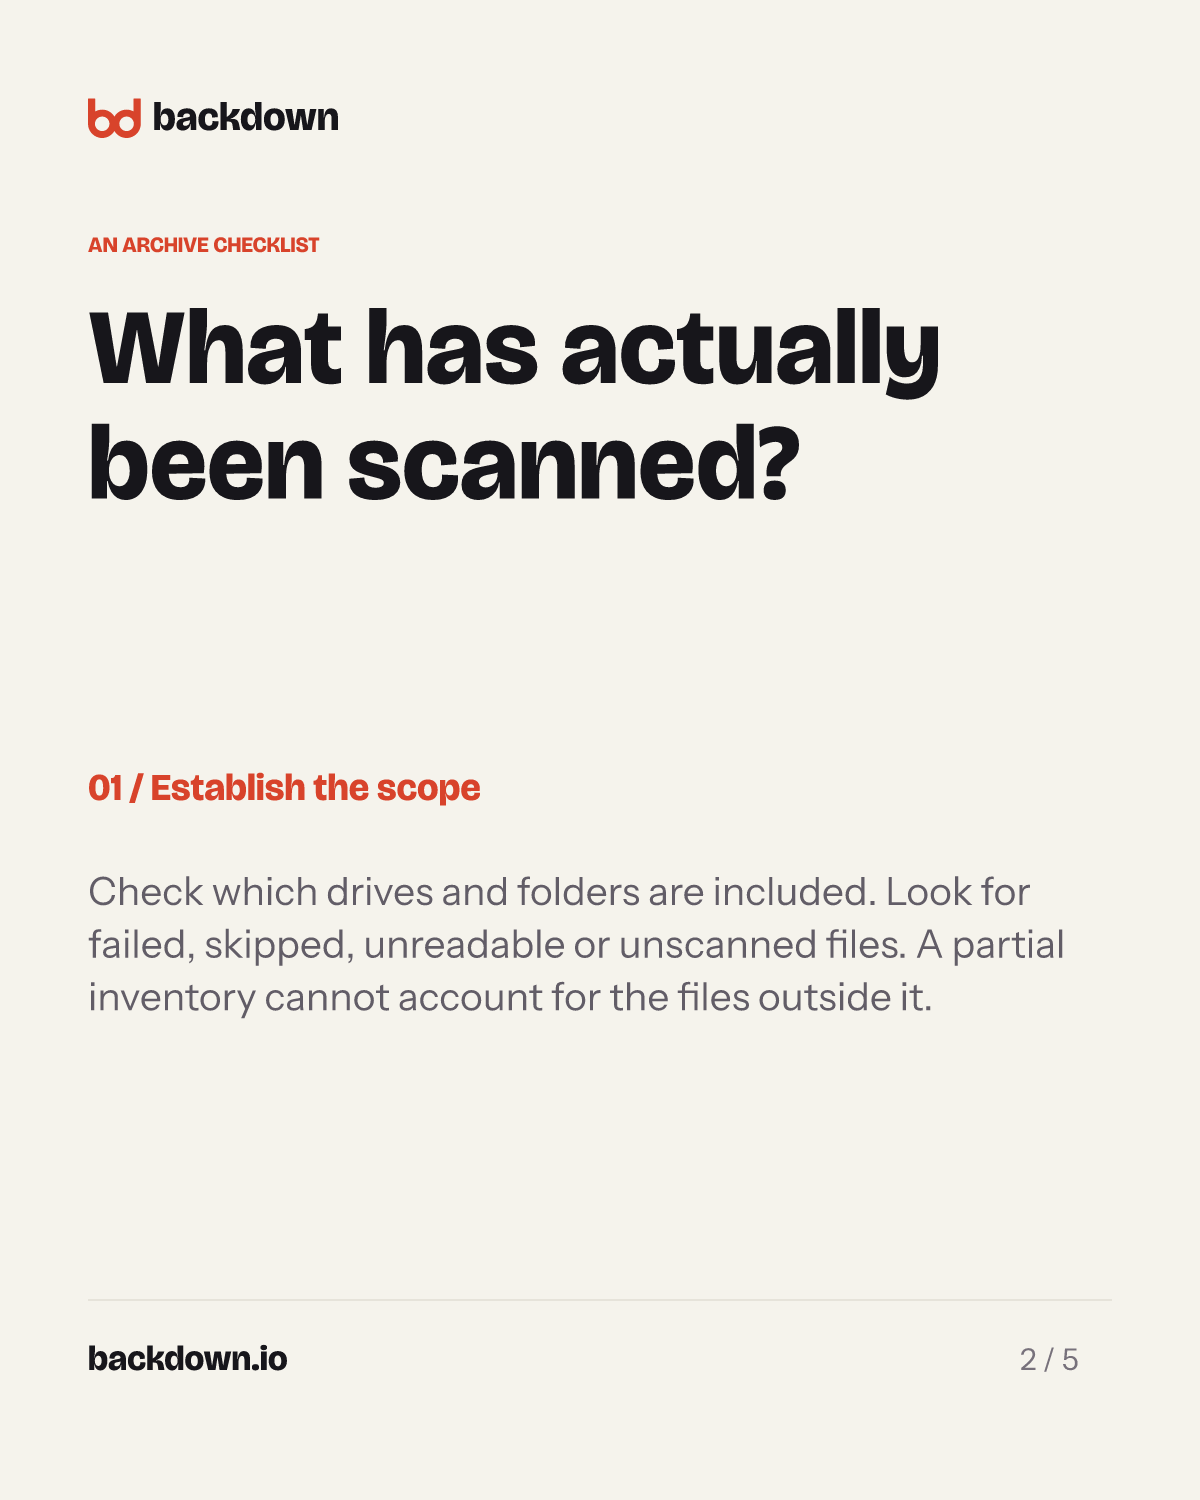 bd backdown
AN ARCHIVE CHECKLIST
What has actually
been scanned?
01 / Establish the scope
Check which drives and folders are included. Look for
failed, skipped, unreadable or unscanned files. A partial
inventory cannot account for the files outside it.
backdown.io
2 / 5